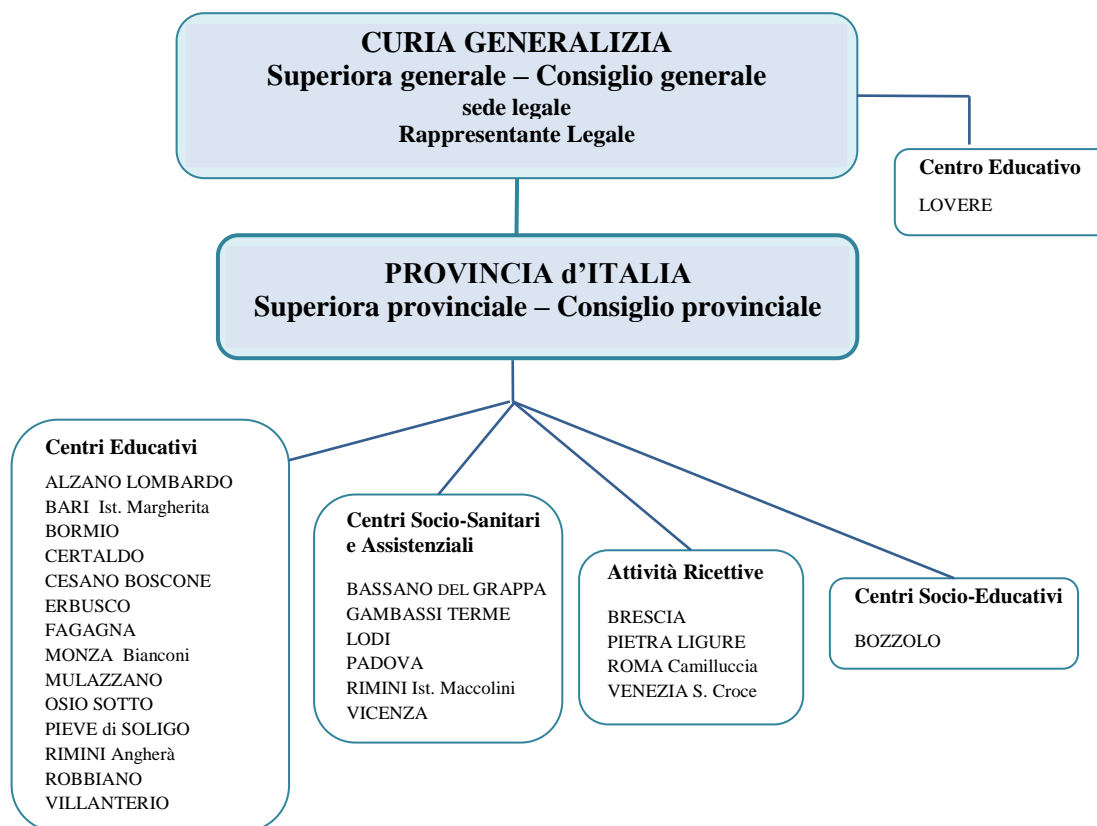 CURIA GENERALIZIA
Superiora generale – Consiglio generale
sede legale
Rappresentante Legale
Centro Educativo
LOVERE
PROVINCIA d’ITALIA
Superiora provinciale – Consiglio provinciale
Centri Educativi
ALZANO LOMBARDO
BARI Ist. Margherita
BORMIO
CERTALDO
CESANO BOSCONE
ERBUSCO
FAGAGNA
MONZA Bianconi
MULAZZANO
OSIO SOTTO
PIEVE di SOLIGO
RIMINI Angherà
ROBBIANO
VILLANTERIO
Centri Socio-Sanitari
e Assistenziali
BASSANO DEL GRAPPA
GAMBASSI TERME
LODI
PADOVA
RIMINI Ist. Maccolini
VICENZA
Attività Ricettive
BRESCIA
PIETRA LIGURE
ROMA Camilluccia
VENEZIA S. Croce
Centri Socio-Educativi
BOZZOLO